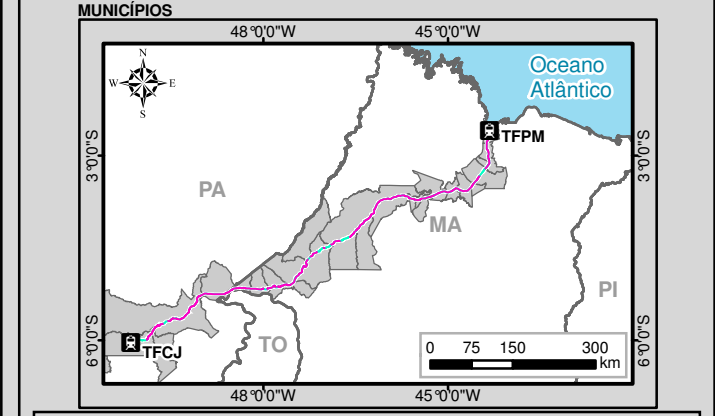 MUNICÍPIOS
48°0'0"W 45°0'0"W
N
W E
S
Oceano
Atlântico
TFPM
3°0'0"S 3°0'0"S
PA
MA
PI
TO
TFCJ
6°0'0"S 6°0'0"S
0 75 150 300
km
48°0'0"W 45°0'0"W